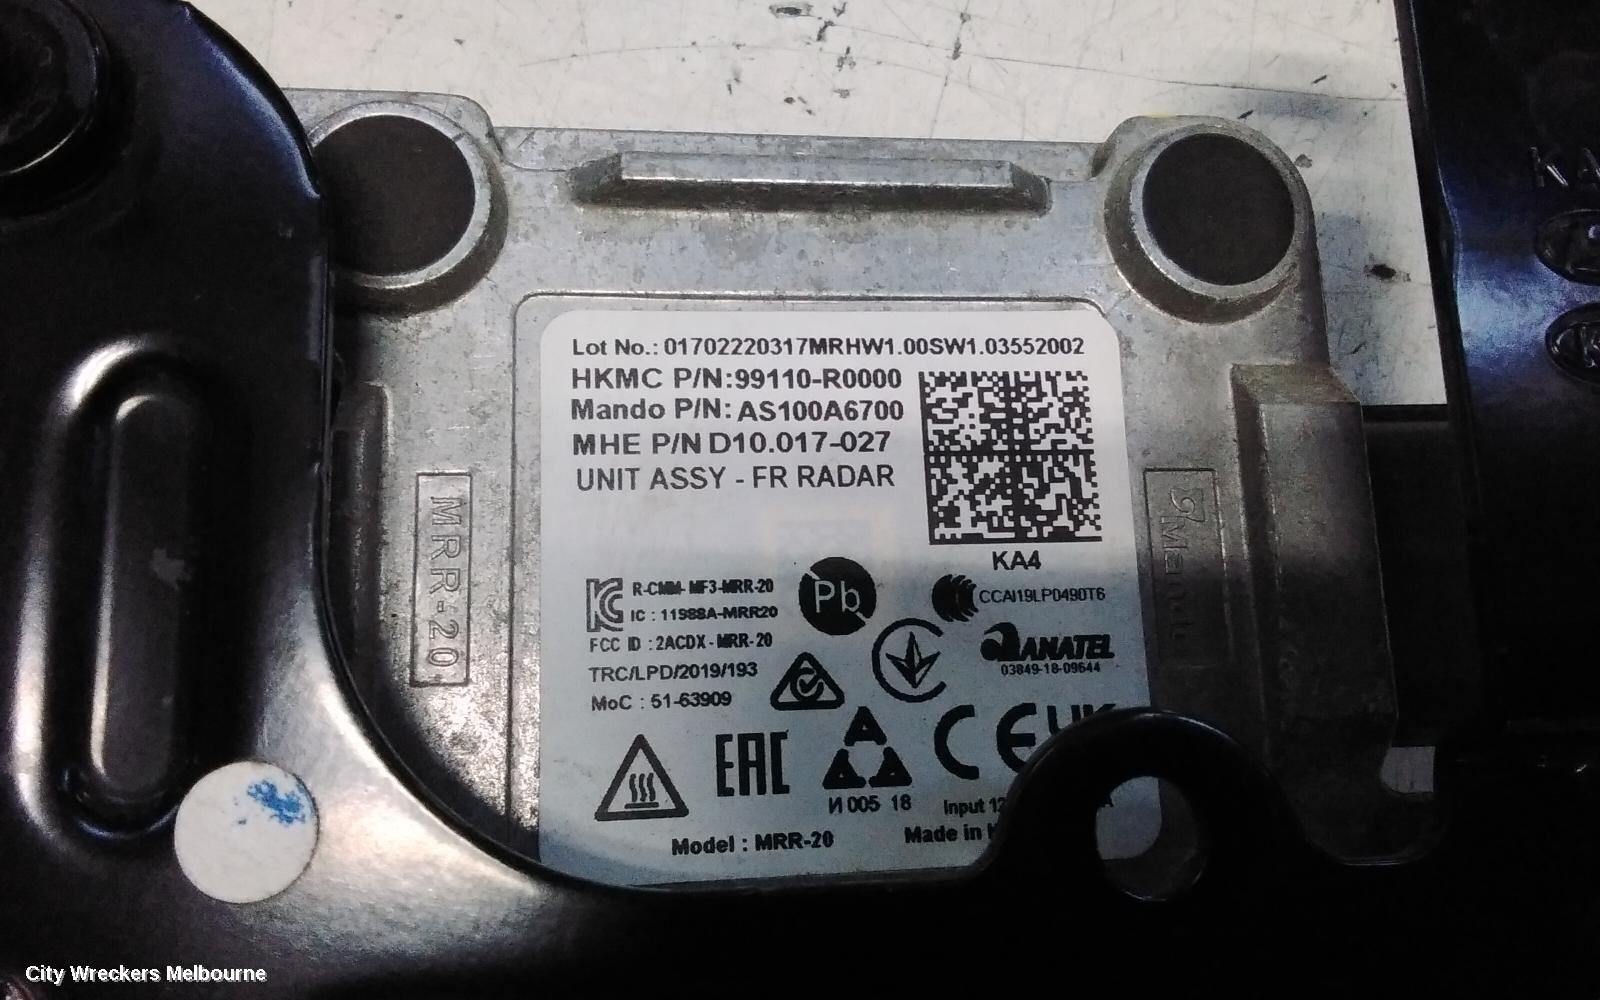 Lot No.: 01702220317MRHW1.00SW1.03552002
HKMC P/N:99110-R0000
Mando P/N: AS100A6700
MHE P/N D10.017-027
UNIT ASSY - FR RADAR
KA4
R-CMM-MF3-MRR-20
IC : 11988A-MRR20
FCC ID : 2ACDX-MRR-20
TRC/LPD/2019/193
MoC : 51-63909
Pb
CCAI19LP0490T6
ANATEL
03849-18-09644
EAC
CE
И 005 18
Input
Model : MRR-20
Made in
MRR-20
Mando
City Wreckers Melbourne